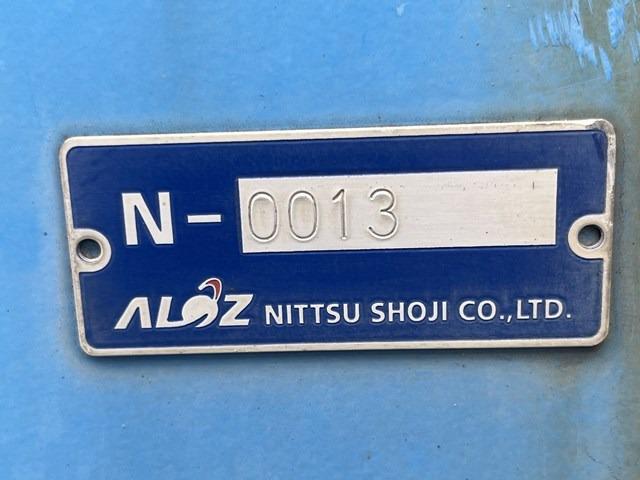 N-0013
ALOZ NITTSU SHOJI CO.,LTD.